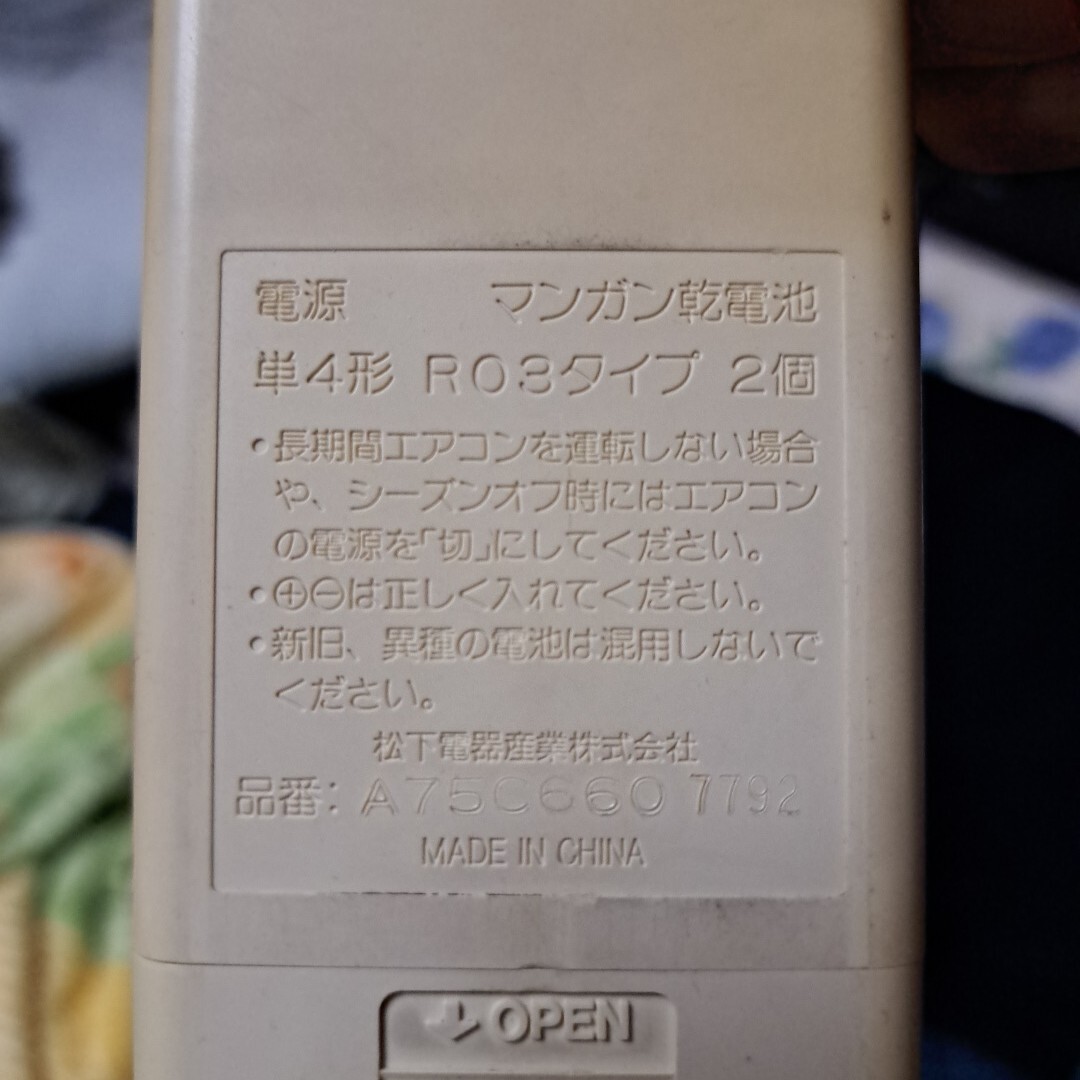 電源 マンガン乾電池
単4形 R03タイプ 2個
・長期間エアコンを運転しない場合
や、シーズンオフ時にはエアコン
の電源を「切」にしてください。
・⊕⊖は正しく入れてください。
・新旧、異種の電池は混用しないで
ください。
松下電器産業株式会社
品番: A75C660 7792
MADE IN CHINA
OPEN